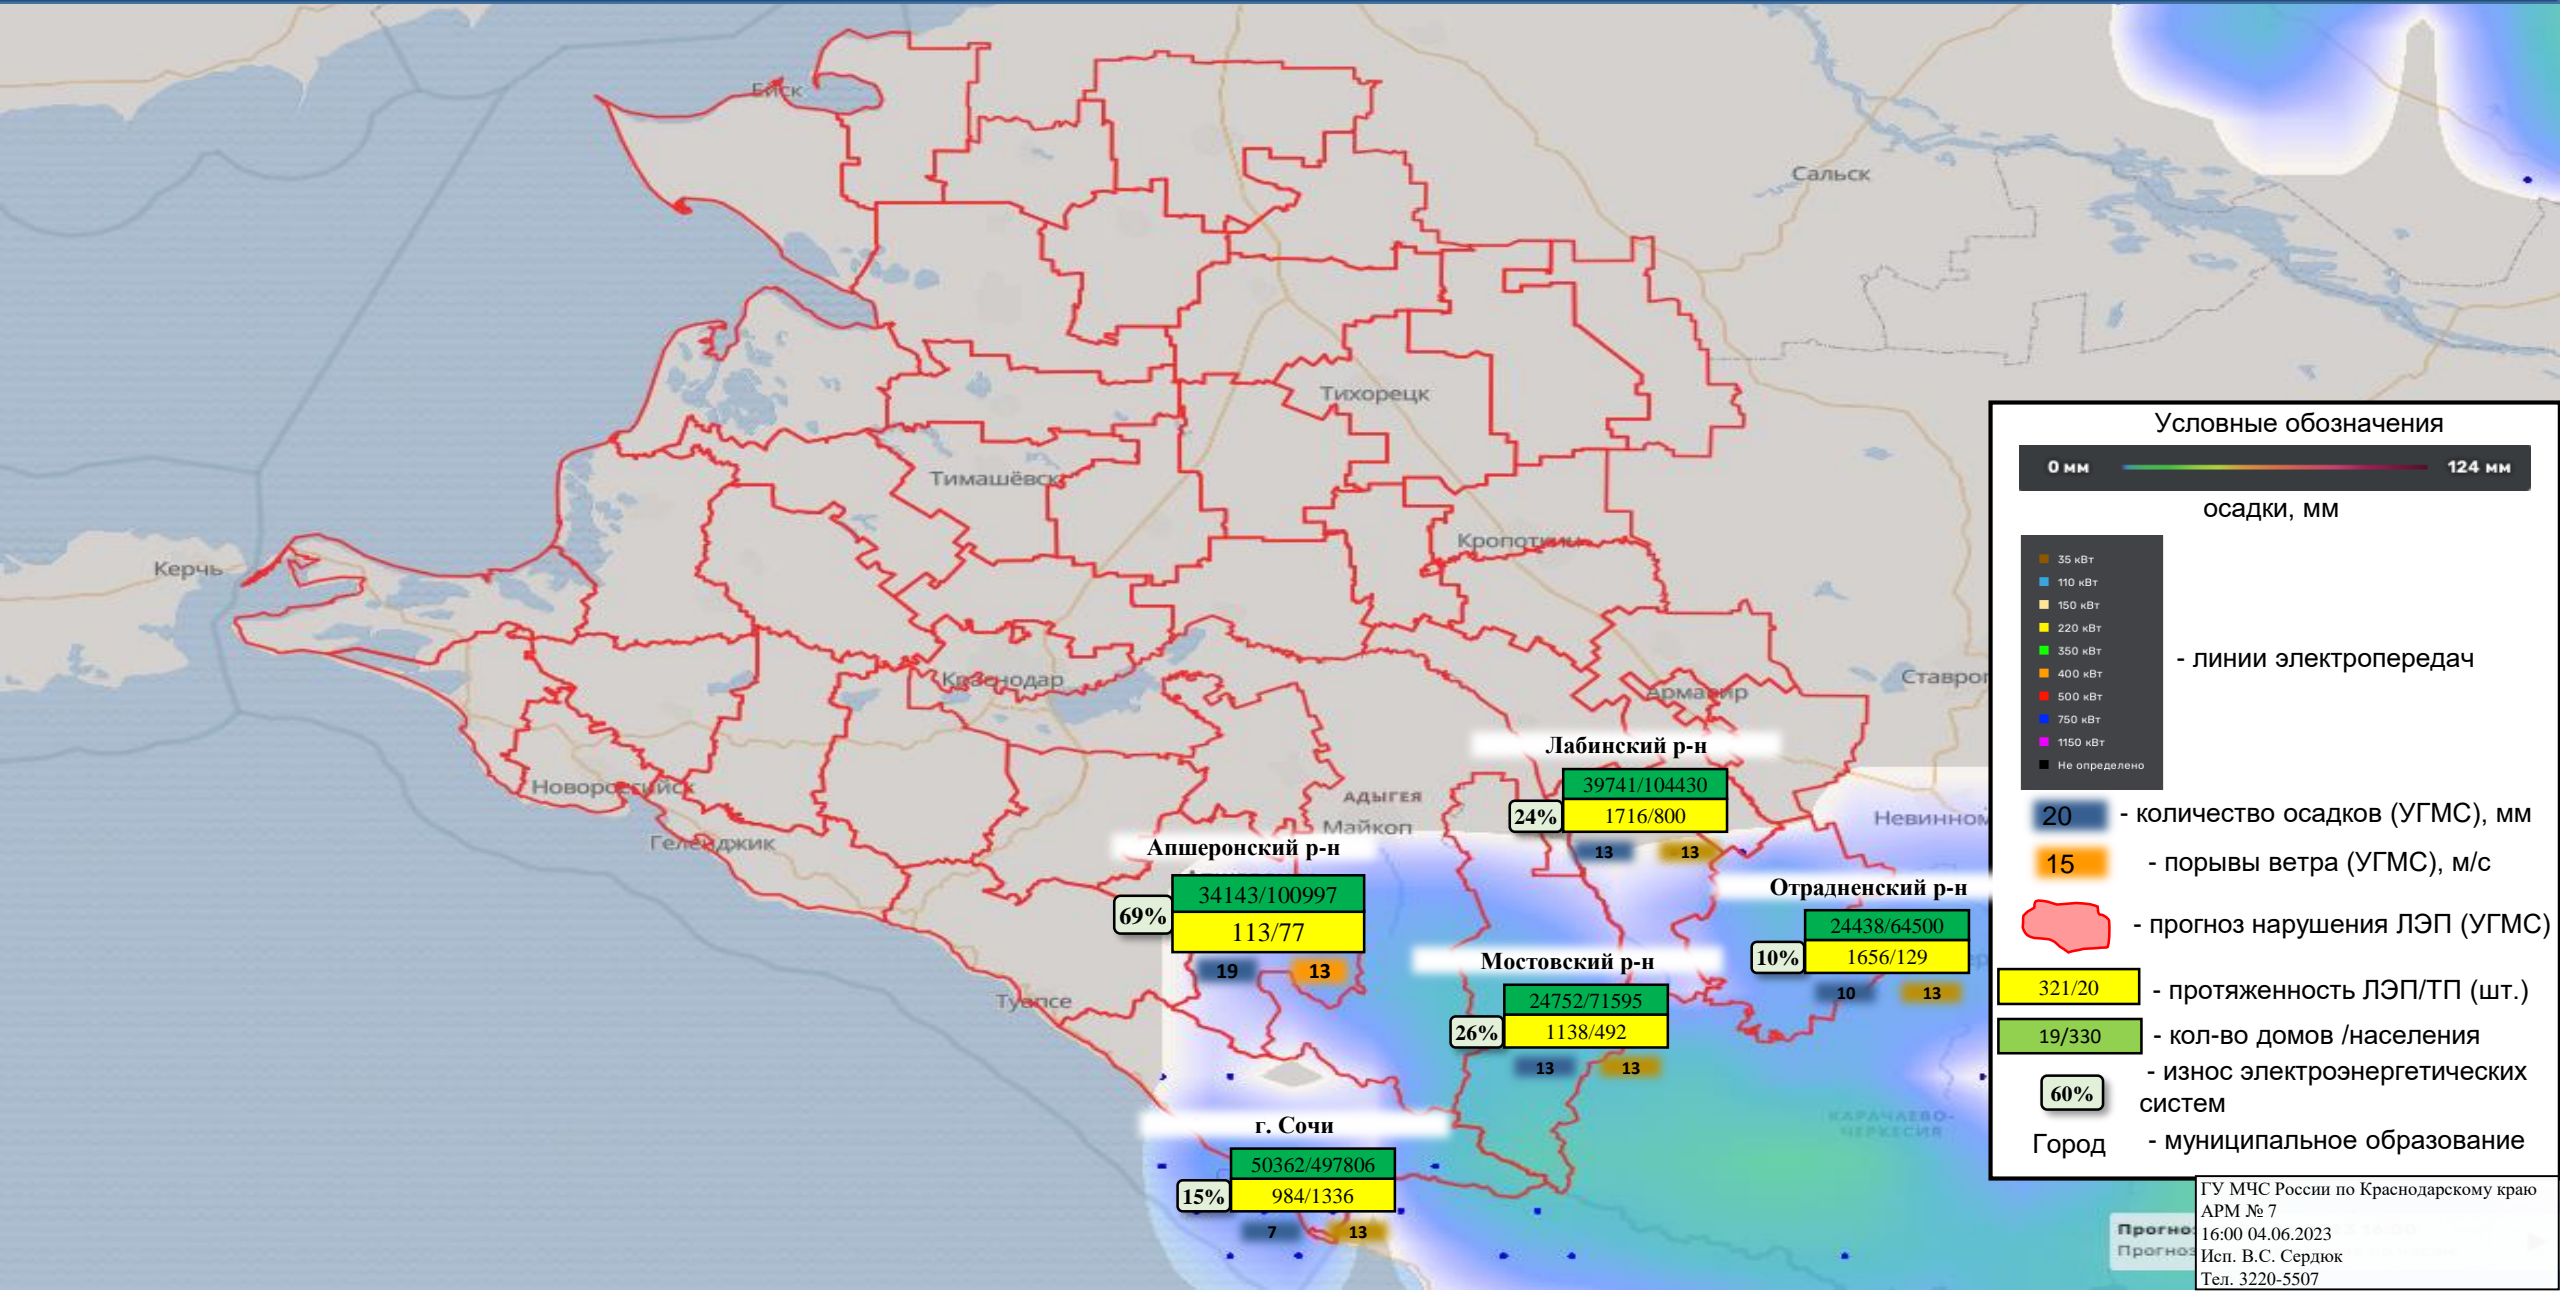 Ейск
Сальск
Тихорецк
Тимашёвск
Кропоткин
Керчь
Краснодар
Армавир
Ставроп
Новороссийск
Геленджик
АДЫГЕЯ
Майкоп
Невинном
Туапсе
КАРАЧАЕВО-
ЧЕРКЕСИЯ
Лабинский р-н
39741/104430
24%
1716/800
13
13
Апшеронский р-н
34143/100997
69%
113/77
19
13
Отрадненский р-н
24438/64500
10%
1656/129
10
13
Мостовский р-н
24752/71595
26%
1138/492
13
13
г. Сочи
50362/497806
15%
984/1336
7
13
Условные обозначения
0 мм 124 мм
осадки, мм
35 кВт
110 кВт
150 кВт
220 кВт
350 кВт
400 кВт
500 кВт
750 кВт
1150 кВт
Не определено
- линии электропередач
20 - количество осадков (УГМС), мм
15 - порывы ветра (УГМС), м/с
- прогноз нарушения ЛЭП (УГМС)
321/20 - протяженность ЛЭП/ТП (шт.)
19/330 - кол-во домов /населения
60% - износ электроэнергетических
систем
Город - муниципальное образование
Прогноз
Прогноз
ГУ МЧС России по Краснодарскому краю
АРМ № 7
16:00 04.06.2023
Исп. В.С. Сердюк
Тел. 3220-5507